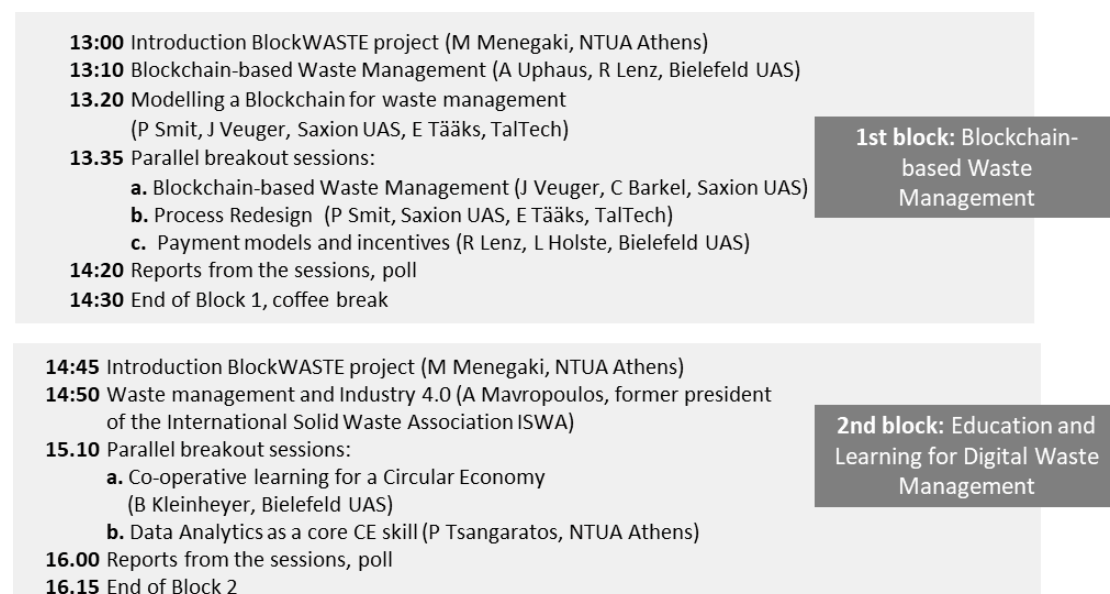 13:00 Introduction BlockWASTE project (M Menegaki, NTUA Athens)
13:10 Blockchain-based Waste Management (A Uphaus, R Lenz, Bielefeld UAS)
13.20 Modelling a Blockchain for waste management
(P Smit, J Veuger, Saxion UAS, E Tääks, TalTech)
13.35 Parallel breakout sessions:
a. Blockchain-based Waste Management (J Veuger, C Barkel, Saxion UAS)
b. Process Redesign (P Smit, Saxion UAS, E Tääks, TalTech)
c. Payment models and incentives (R Lenz, L Holste, Bielefeld UAS)
14:20 Reports from the sessions, poll
14:30 End of Block 1, coffee break
1st block: Blockchain-
based Waste
Management
14:45 Introduction BlockWASTE project (M Menegaki, NTUA Athens)
14:50 Waste management and Industry 4.0 (A Mavropoulos, former president
of the International Solid Waste Association ISWA)
15.10 Parallel breakout sessions:
a. Co-operative learning for a Circular Economy
(B Kleinheyer, Bielefeld UAS)
b. Data Analytics as a core CE skill (P Tsangaratos, NTUA Athens)
16.00 Reports from the sessions, poll
16.15 End of Block 2
2nd block: Education and
Learning for Digital Waste
Management